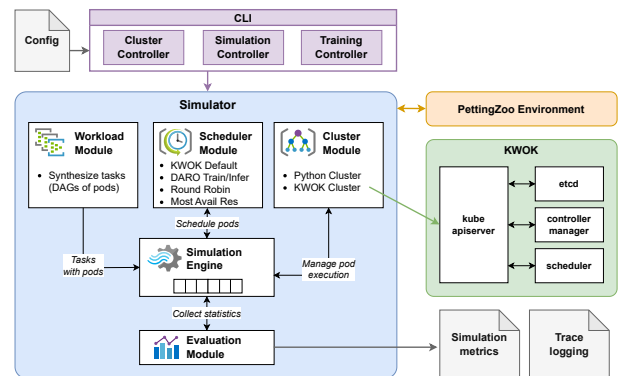 CLI
Config
Cluster
Controller
Simulation
Controller
Training
Controller
Simulator
PettingZoo Environment
Workload
Module
• Synthesize tasks
(DAGs of pods)
Scheduler
Module
• KWOK Default
• DARO Train/Infer
• Round Robin
• Most Avail Res
Cluster
Module
• Python Cluster
• KWOK Cluster
KWOK
kube
apiserver
etcd
controller
manager
scheduler
Schedule pods
Tasks
with pods
Simulation
Engine
Manage pod
execution
Collect statistics
Evaluation
Module
Simulation
metrics
Trace
logging